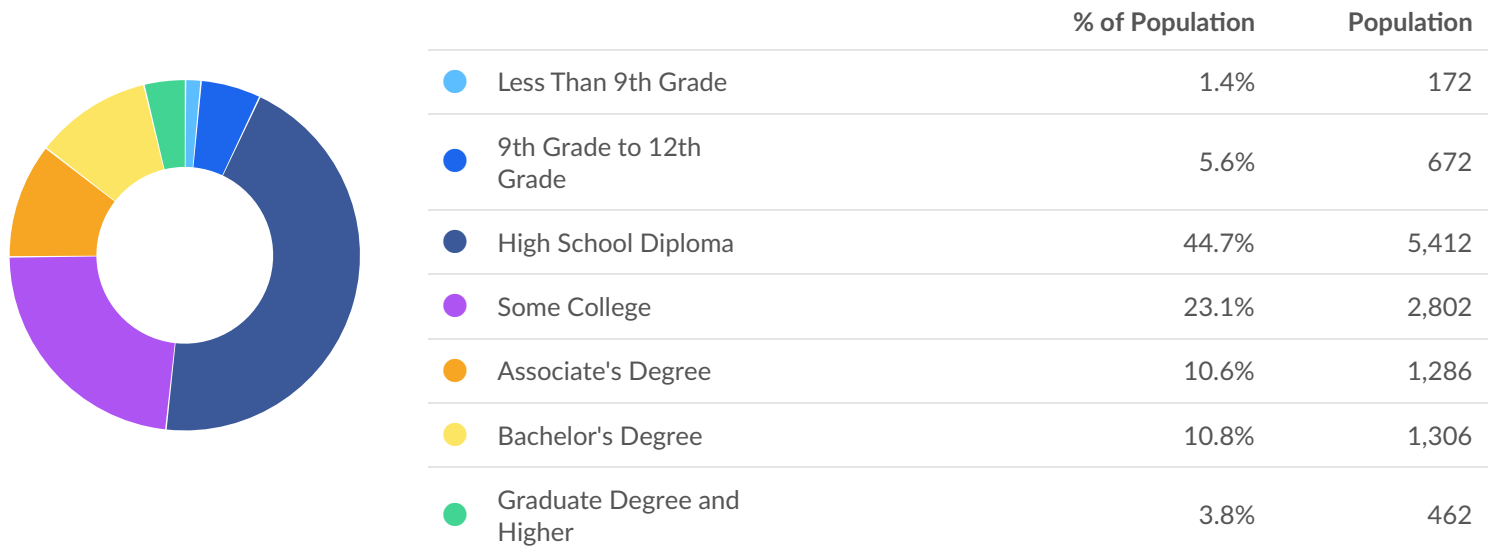 % of Population Population
Less Than 9th Grade 1.4% 172
9th Grade to 12th
Grade 5.6% 672
High School Diploma 44.7% 5,412
Some College 23.1% 2,802
Associate's Degree 10.6% 1,286
Bachelor's Degree 10.8% 1,306
Graduate Degree and
Higher 3.8% 462